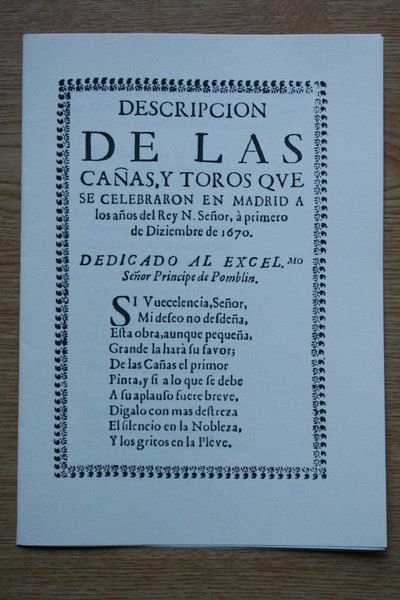 DESCRIPCION
DE LAS
CAÑAS, Y TOROS QVE
SE CELEBRARON EN MADRID A
los años del Rey N. Señor, à primero
de Diziembre de 1670.
DEDICADO AL EXCEL.MO
Señor Principe de Pomblin.
SI Vuecelencia, Señor,
Mi deseo no desdeña,
Esta obra, aunque pequeña,
Grande la harà su favor;
De las Cañas el primor
Pinta, y si a lo que se debe
A su aplauso fuere breve,
Digalo con mas destreza
El silencio en la Nobleza,
Y los gritos en la Pleve.